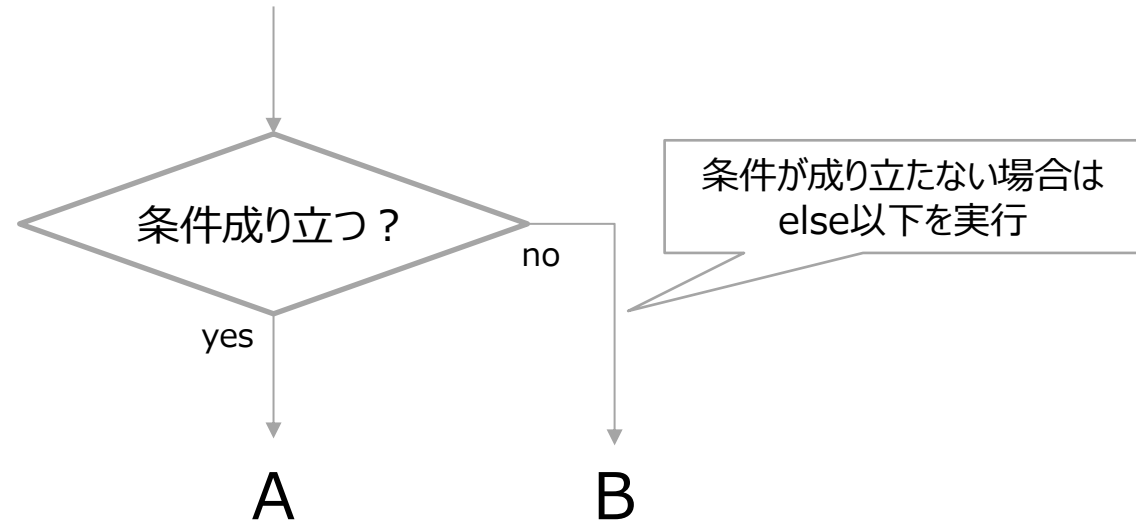 条件成り立つ？
条件が成り立たない場合は
else以下を実行
no
yes
A
B